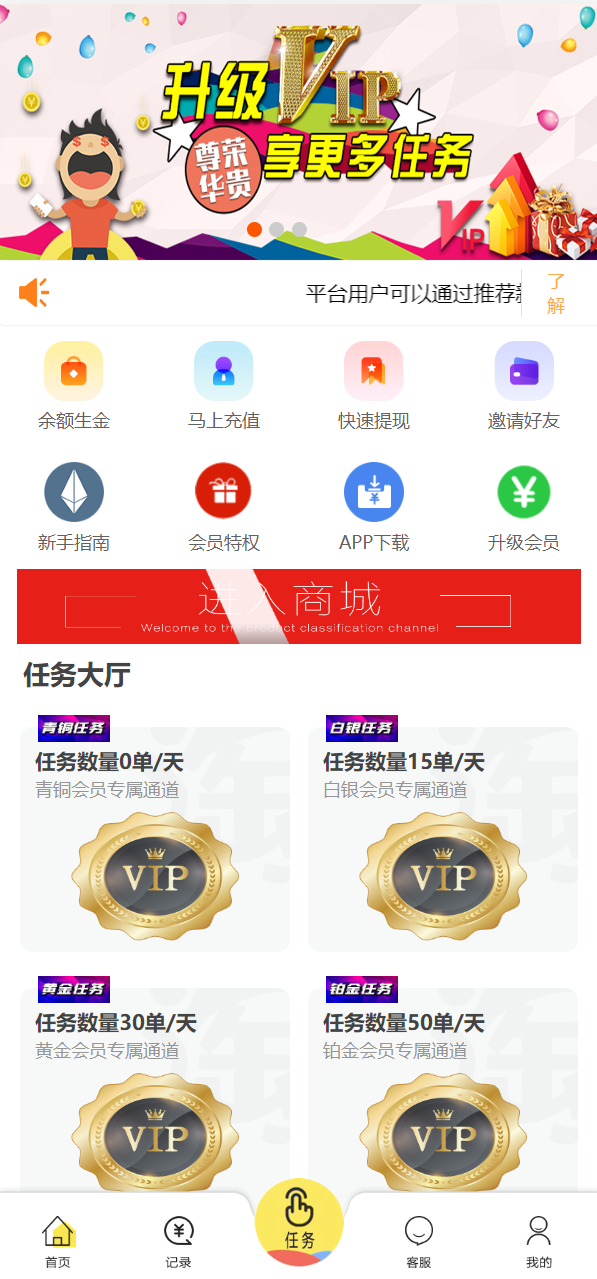 升级VIP
尊荣
华贵
享更多任务
VIP
平台用户可以通过推荐
了
解
余额生金
马上充值
快速提现
邀请好友
新手指南
会员特权
APP下载
升级会员
进入商城
Welcome to the product classification channel
任务大厅
青铜任务
任务数量0单/天
青铜会员专属通道
VIP
白银任务
任务数量15单/天
白银会员专属通道
VIP
黄金任务
任务数量30单/天
黄金会员专属通道
VIP
铂金任务
任务数量50单/天
铂金会员专属通道
VIP
首页
记录
任务
客服
我的